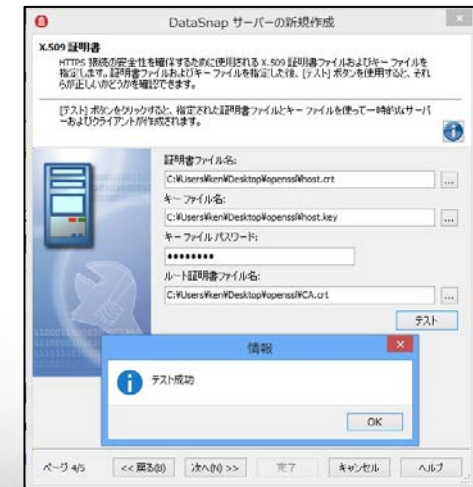 DataSnap サーバーの新規作成
X.509 証明書
HTTPS 接続の安全性を確保するために使用される X.509 証明書ファイルおよびキー ファイルを
指定します。証明書ファイルおよびキー ファイルを指定した後、[テスト] ボタンを使用すると、それ
らが正しいかどうかを確認できます。
[テスト] ボタンをクリックすると、指定された証明書ファイルとキー ファイルを使って一時的なサーバ
ーおよびクライアントが作成されます。
証明書ファイル名:
C:¥Users¥ken¥Desktop¥openssl¥host.crt
...
キー ファイル名:
C:¥Users¥ken¥Desktop¥openssl¥host.key
...
キー ファイル パスワード:
●●●●●●●●
ルート証明書ファイル名:
C:¥Users¥ken¥Desktop¥openssl¥CA.crt
...
テスト
情報
テスト成功
OK
ページ 4/5
<< 戻る(B)
次へ(N) >>
完了
キャンセル
ヘルプ